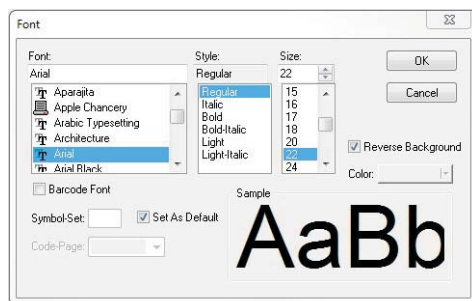 Font
Font:
Style:
Size:
OK
Arial
Regular
22
Aparajita
Apple Chancery
Arabic Typesetting
Architecture
Arial
Arial Black
Regular
Italic
Bold
Bold-Italic
Light
Light-Italic
15
16
17
18
20
22
24
Cancel
Reverse Background
Color:
Barcode Font
Symbol-Set:
Set As Default
Code-Page:
Sample
AaBb